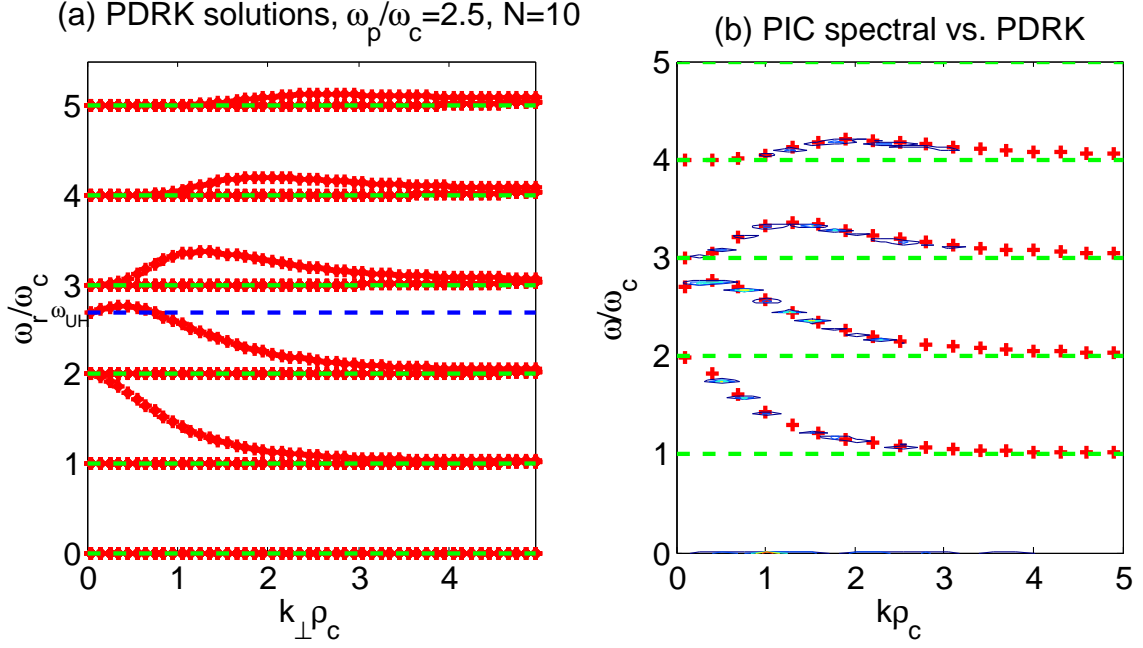 (a) PDRK solutions, ω_p/ω_c=2.5, N=10
5
4
3
ω_UH
2
1
0
ω_r/ω_c
0 1 2 3 4
k_⊥ρ_c
(b) PIC spectral vs. PDRK
5
4
3
2
1
0
ω/ω_c
0 1 2 3 4 5
kρ_c